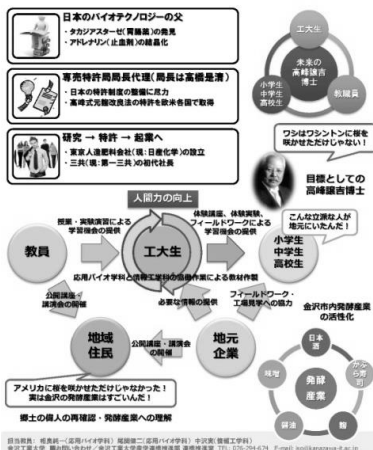 日本のバイオテクノロジーの父
・タカジアスターゼ(胃腸薬)の発見
・アドレナリン(止血剤)の結晶化
専売特許局局長代理(局長は高橋是清)
・日本の特許制度の整備に尽力
・高峰式元麹改良法の特許を欧米各国で取得
研究 → 特許 → 起業へ
・東京人造肥料会社(現:日産化学)の設立
・三共(現:第一三共)の初代社長
工大生
未来の
高峰譲吉
博士
小学生
中学生
高校生
教職員
ワシはワシントンに桜を
咲かせただけじゃない!
目標としての
高峰譲吉博士
こんな立派な人が
地元にいたんだ!
人間力の向上
授業・実験演習による
学習機会の提供
体験講座、体験実験、
フィールドワークによる
学習機会の提供
教員
工大生
小学生
中学生
高校生
応用バイオ学科と情報工学科の協働作業による教材作製
公開講座・
講演会の開催
必要な情報の提供
フィールドワーク・
工場見学への協力
地域
住民
公開講座・講演会
の開催
地元
企業
金沢市内発酵産業
の活性化
日本
酒
かぶら
寿司
麹
醤油
味噌
発酵
産業
アメリカに桜を咲かせただけじゃなかった!
実は金沢の発酵産業はすごいんだ!
郷土の偉人の再確認・発酵産業への理解